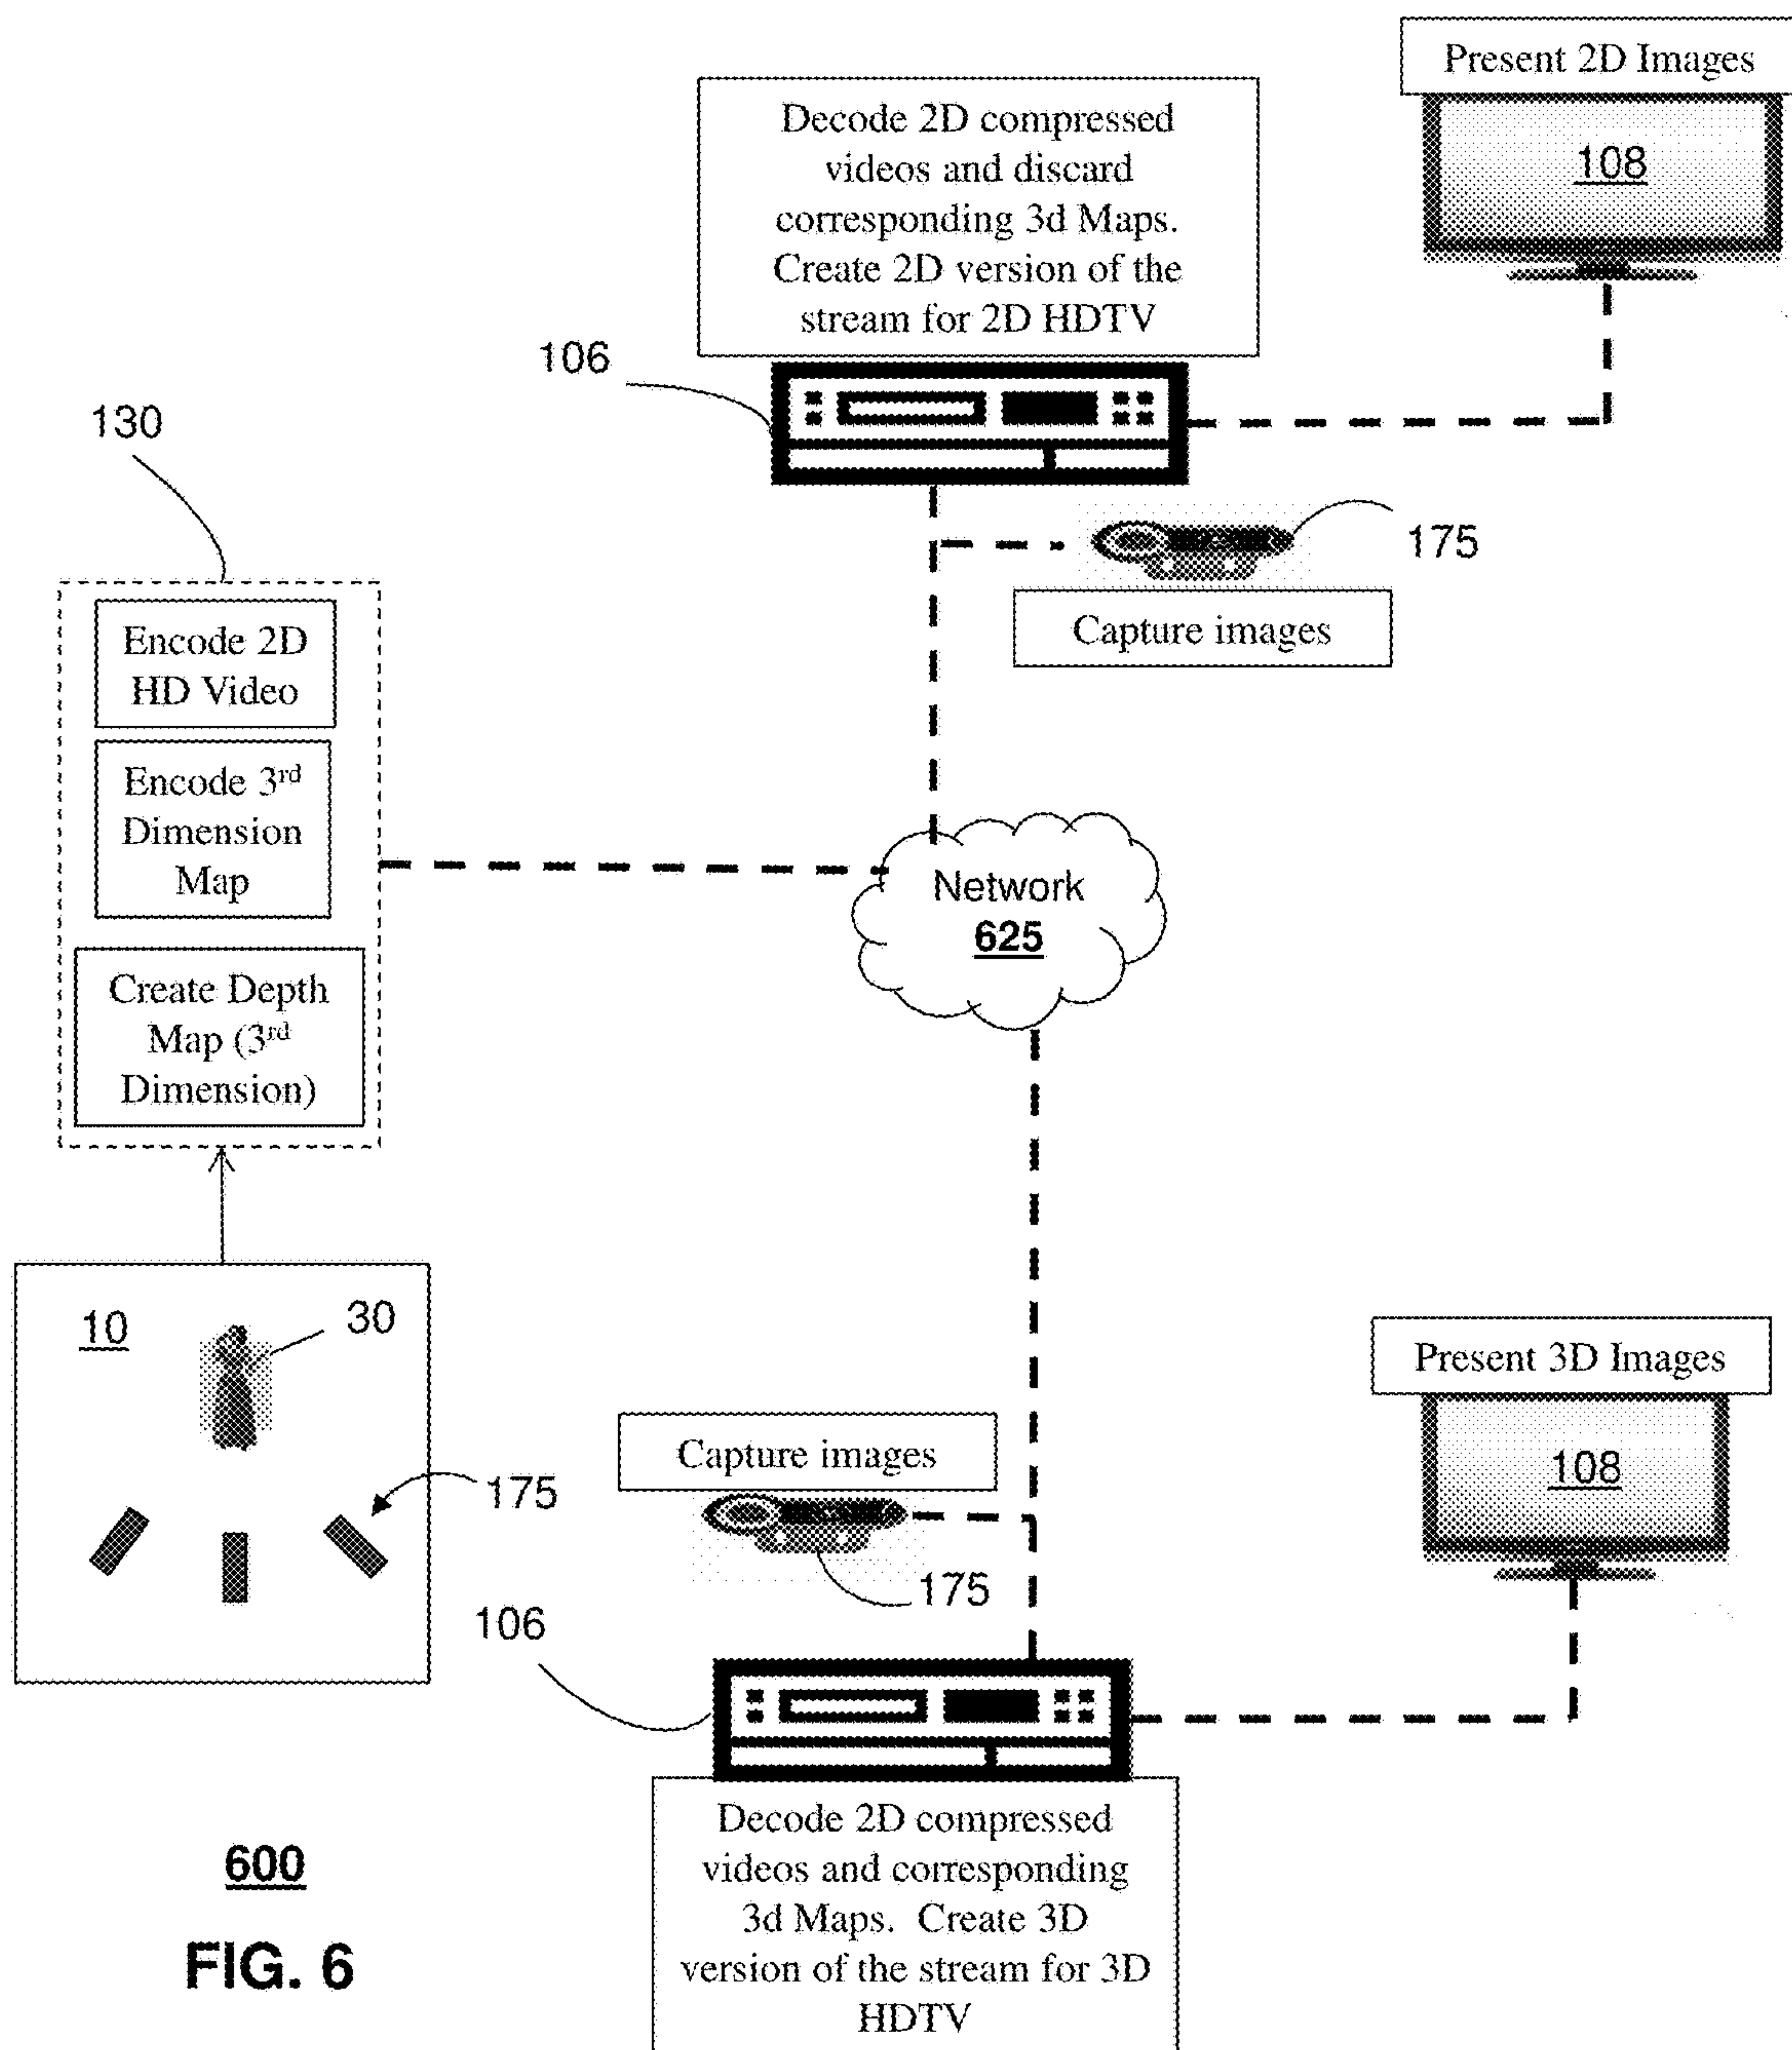 Present 2D Images
108
Decode 2D compressed
videos and discard
corresponding 3d Maps.
Create 2D version of the
stream for 2D HDTV
106
175
Capture images
130
Encode 2D
HD Video
Encode 3rd
Dimension
Map
Create Depth
Map (3rd
Dimension)
Network
625
10
30
175
Capture images
175
106
Present 3D Images
108
Decode 2D compressed
videos and corresponding
3d Maps. Create 3D
version of the stream for 3D
HDTV
600
FIG. 6